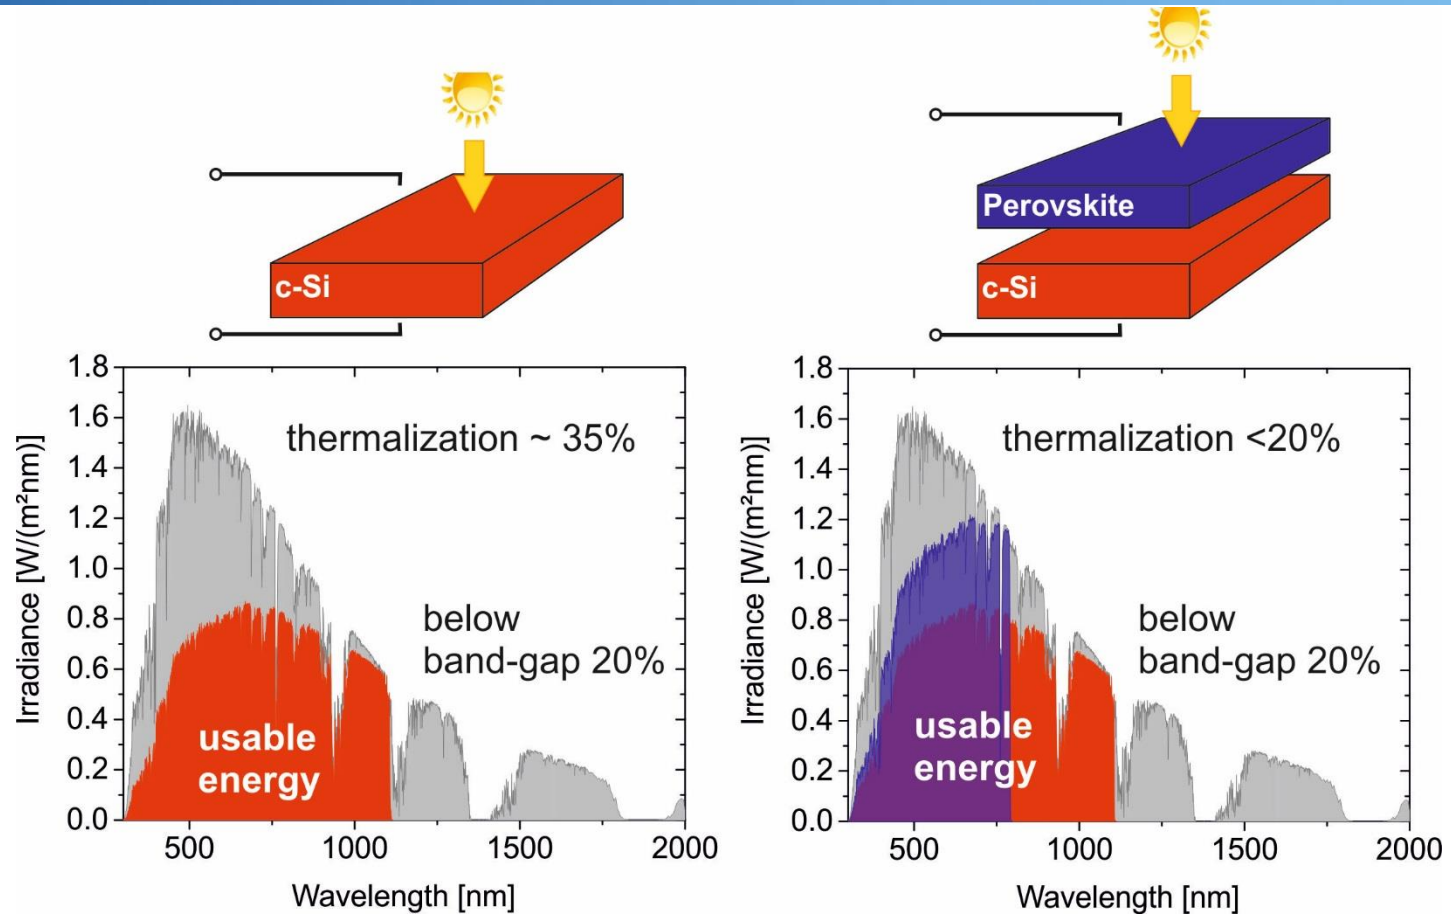 c-Si
1.8
1.6
1.4
1.2
1.0
0.8
0.6
0.4
0.2
0.0
Irradiance [W/(m²nm)]
thermalization ~ 35%
below
band-gap 20%
usable
energy
500
1000
1500
2000
Wavelength [nm]
Perovskite
c-Si
1.8
1.6
1.4
1.2
1.0
0.8
0.6
0.4
0.2
0.0
Irradiance [W/(m²nm)]
thermalization <20%
below
band-gap 20%
usable
energy
500
1000
1500
2000
Wavelength [nm]